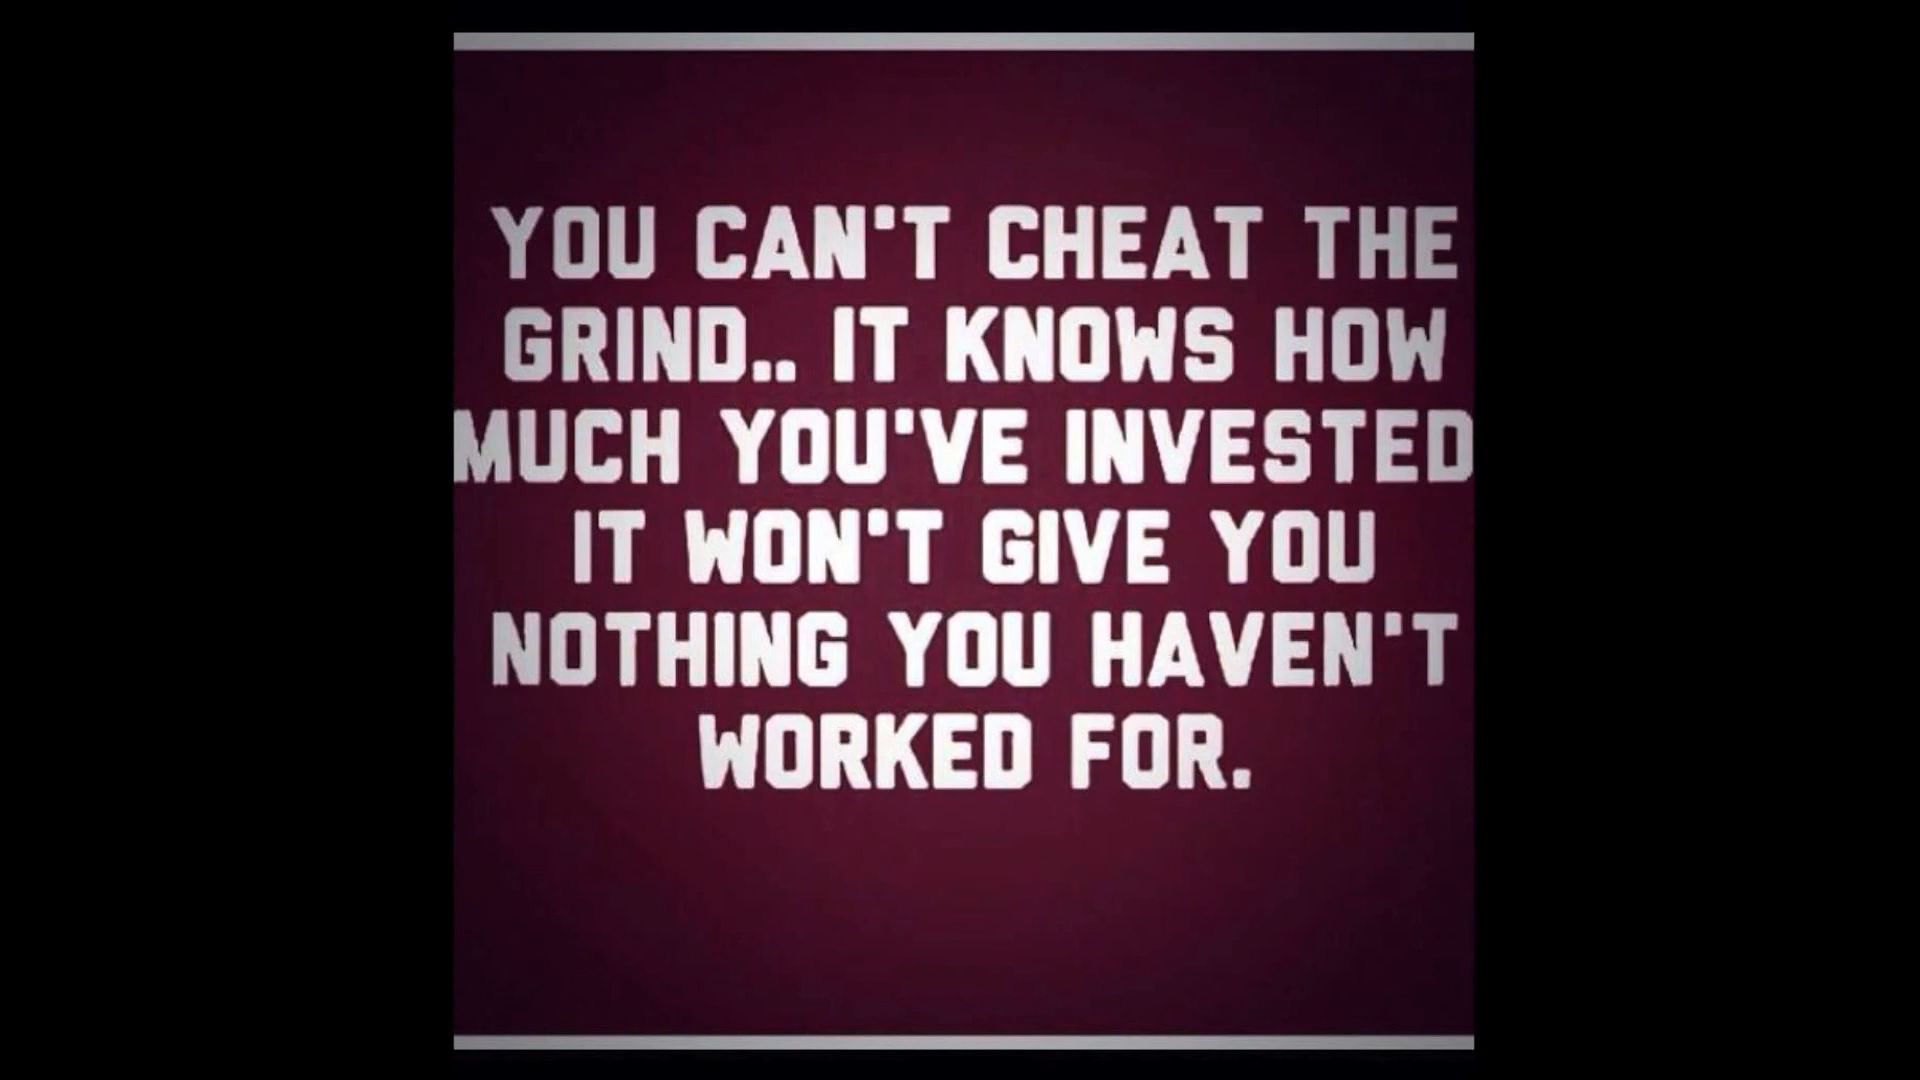 YOU CAN'T CHEAT THE
GRIND.. IT KNOWS HOW
MUCH YOU'VE INVESTED
IT WON'T GIVE YOU
NOTHING YOU HAVEN'T
WORKED FOR.